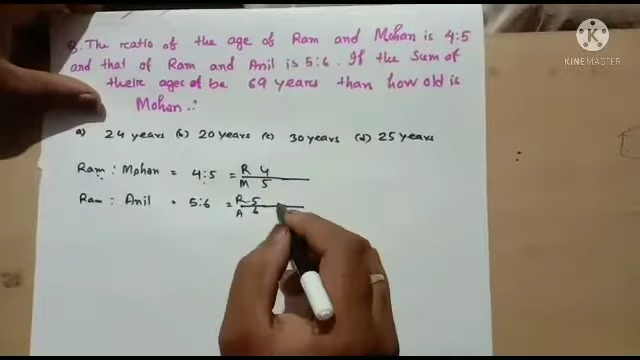 Q. The ratio of the age of Ram and Mohan is 4:5
and that of Ram and Anil is 5:6. If the sum of
their ages of be 69 years than how old is
Mohan.:
a) 24 years (b) 20 years (c) 30 years (d) 25 years
Ram : Mohan = 4:5 = R 4
M 5
Ram : Anil = 5:6 = R 5
A 6
KINEMASTER